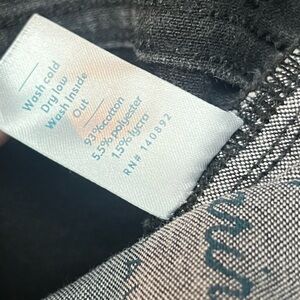 Wash cold
Dry low
Wash Inside
Out
93%cotton
5.5%polyester
1.5%lycra
RN# 140892